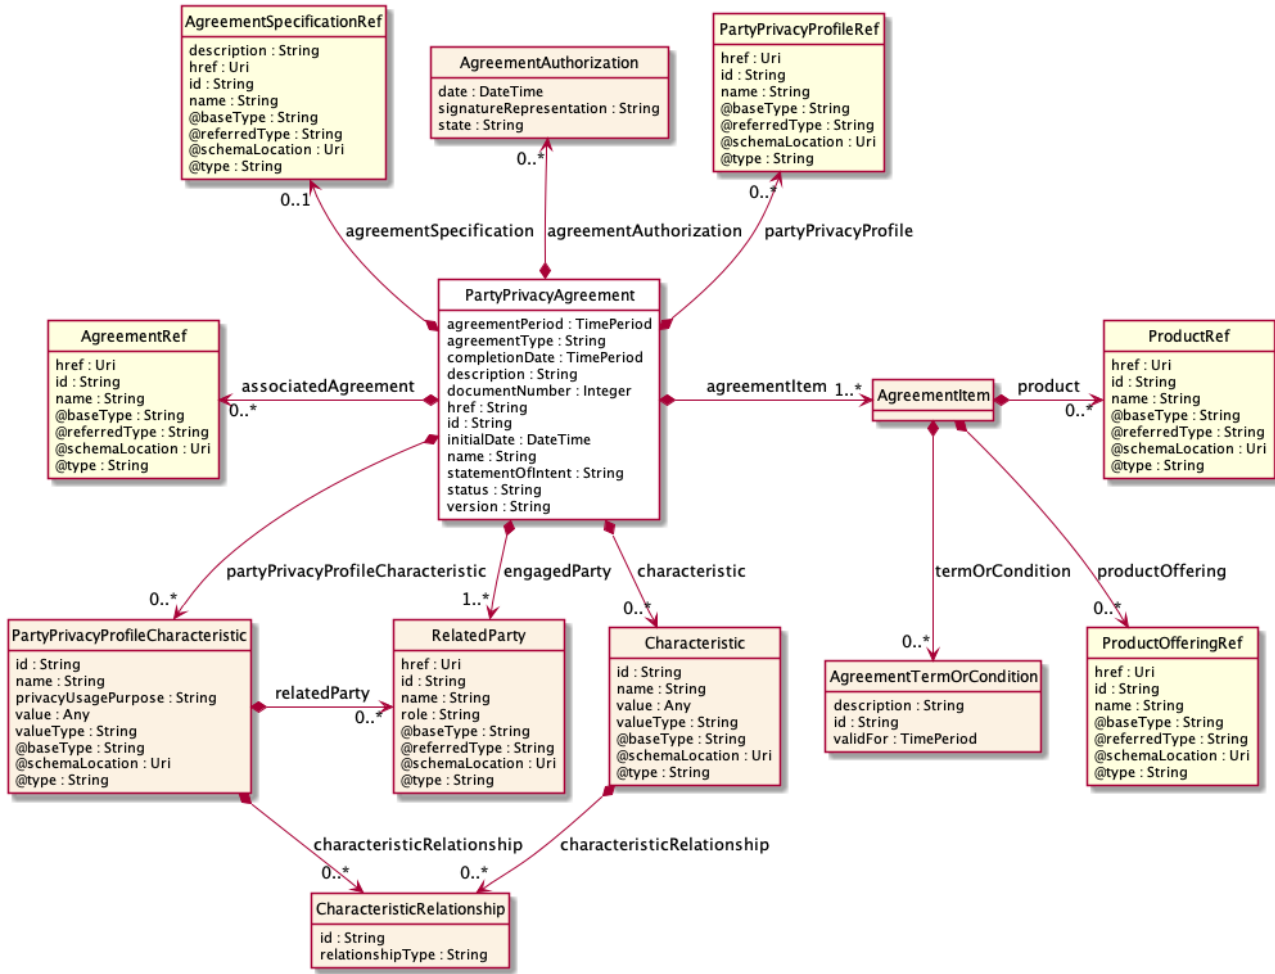 AgreementSpecificationRef
description : String
href : Uri
id : String
name : String
@baseType : String
@referredType : String
@schemaLocation : Uri
@type : String
AgreementAuthorization
date : DateTime
signatureRepresentation : String
state : String
PartyPrivacyProfileRef
href : Uri
id : String
name : String
@baseType : String
@referredType : String
@schemaLocation : Uri
@type : String
0..1
0..*
0..*
agreementSpecification
agreementAuthorization
partyPrivacyProfile
PartyPrivacyAgreement
agreementPeriod : TimePeriod
agreementType : String
completionDate : TimePeriod
description : String
documentNumber : Integer
href : String
id : String
initialDate : DateTime
name : String
statementOfIntent : String
status : String
version : String
AgreementRef
href : Uri
id : String
name : String
@baseType : String
@referredType : String
@schemaLocation : Uri
@type : String
associatedAgreement
0..*
agreementItem
1..*
AgreementItem
product
0..*
ProductRef
href : Uri
id : String
name : String
@baseType : String
@referredType : String
@schemaLocation : Uri
@type : String
partyPrivacyProfileCharacteristic
0..*
engagedParty
1..*
characteristic
0..*
termOrCondition
0..*
productOffering
0..*
PartyPrivacyProfileCharacteristic
id : String
name : String
privacyUsagePurpose : String
value : Any
valueType : String
@baseType : String
@schemaLocation : Uri
@type : String
relatedParty
0..*
RelatedParty
href : Uri
id : String
name : String
role : String
@baseType : String
@referredType : String
@schemaLocation : Uri
@type : String
Characteristic
id : String
name : String
value : Any
valueType : String
@baseType : String
@schemaLocation : Uri
@type : String
AgreementTermOrCondition
description : String
id : String
validFor : TimePeriod
ProductOfferingRef
href : Uri
id : String
name : String
@baseType : String
@referredType : String
@schemaLocation : Uri
@type : String
characteristicRelationship
0..*
characteristicRelationship
0..*
CharacteristicRelationship
id : String
relationshipType : String